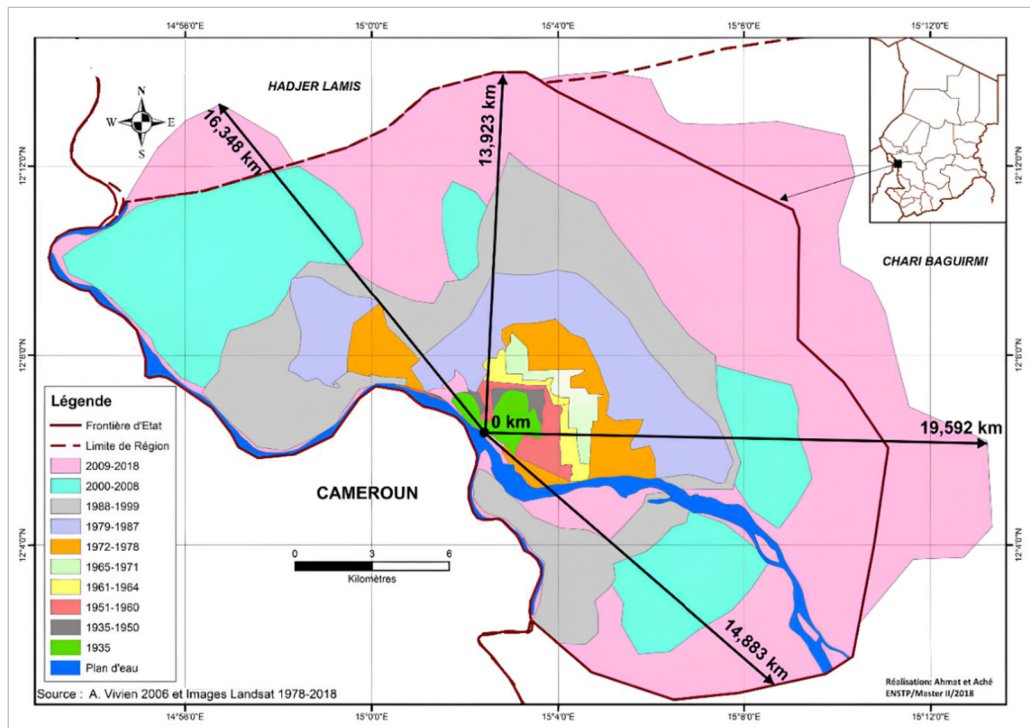 14°56'0"E
15°0'0"E
15°4'0"E
15°8'0"E
15°12'0"E
HADJER LAMIS
N
W
E
S
16,348 km
13,923 km
12°12'0"N
12°12'0"N
CHARI BAGUIRMI
12°8'0"N
12°8'0"N
0 km
19,592 km
CAMEROUN
12°4'0"N
12°4'0"N
0
3
6
Kilomètres
14,883 km
Légende
Frontière d'Etat
Limite de Région
2009-2018
2000-2008
1988-1999
1979-1987
1972-1978
1965-1971
1961-1964
1951-1960
1935-1950
1935
Plan d'eau
Source : A. Vivien 2006 et Images Landsat 1978-2018
Réalisation: Ahmat et Aché
ENSTP/Master II/2018
14°56'0"E
15°0'0"E
15°4'0"E
15°8'0"E
15°12'0"E